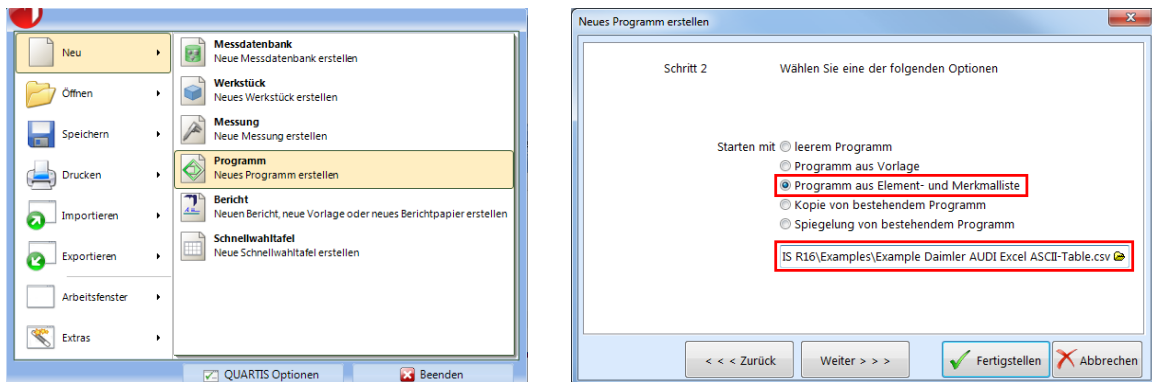 Neu
Öffnen
Speichern
Drucken
Importieren
Exportieren
Arbeitsfenster
Extras
Messdatenbank
Neue Messdatenbank erstellen
Werkstück
Neues Werkstück erstellen
Messung
Neue Messung erstellen
Programm
Neues Programm erstellen
Bericht
Neuen Bericht, neue Vorlage oder neues Berichtpapier erstellen
Schnellwahltafel
Neue Schnellwahltafel erstellen
QUARTIS Optionen
Beenden
Neues Programm erstellen
Schritt 2
Wählen Sie eine der folgenden Optionen
Starten mit
leerem Programm
Programm aus Vorlage
Programm aus Element- und Merkmalliste
Kopie von bestehendem Programm
Spiegelung von bestehendem Programm
IS R16\Examples\Example Daimler AUDI Excel ASCII-Table.csv
< < < Zurück
Weiter > > >
Fertigstellen
Abbrechen